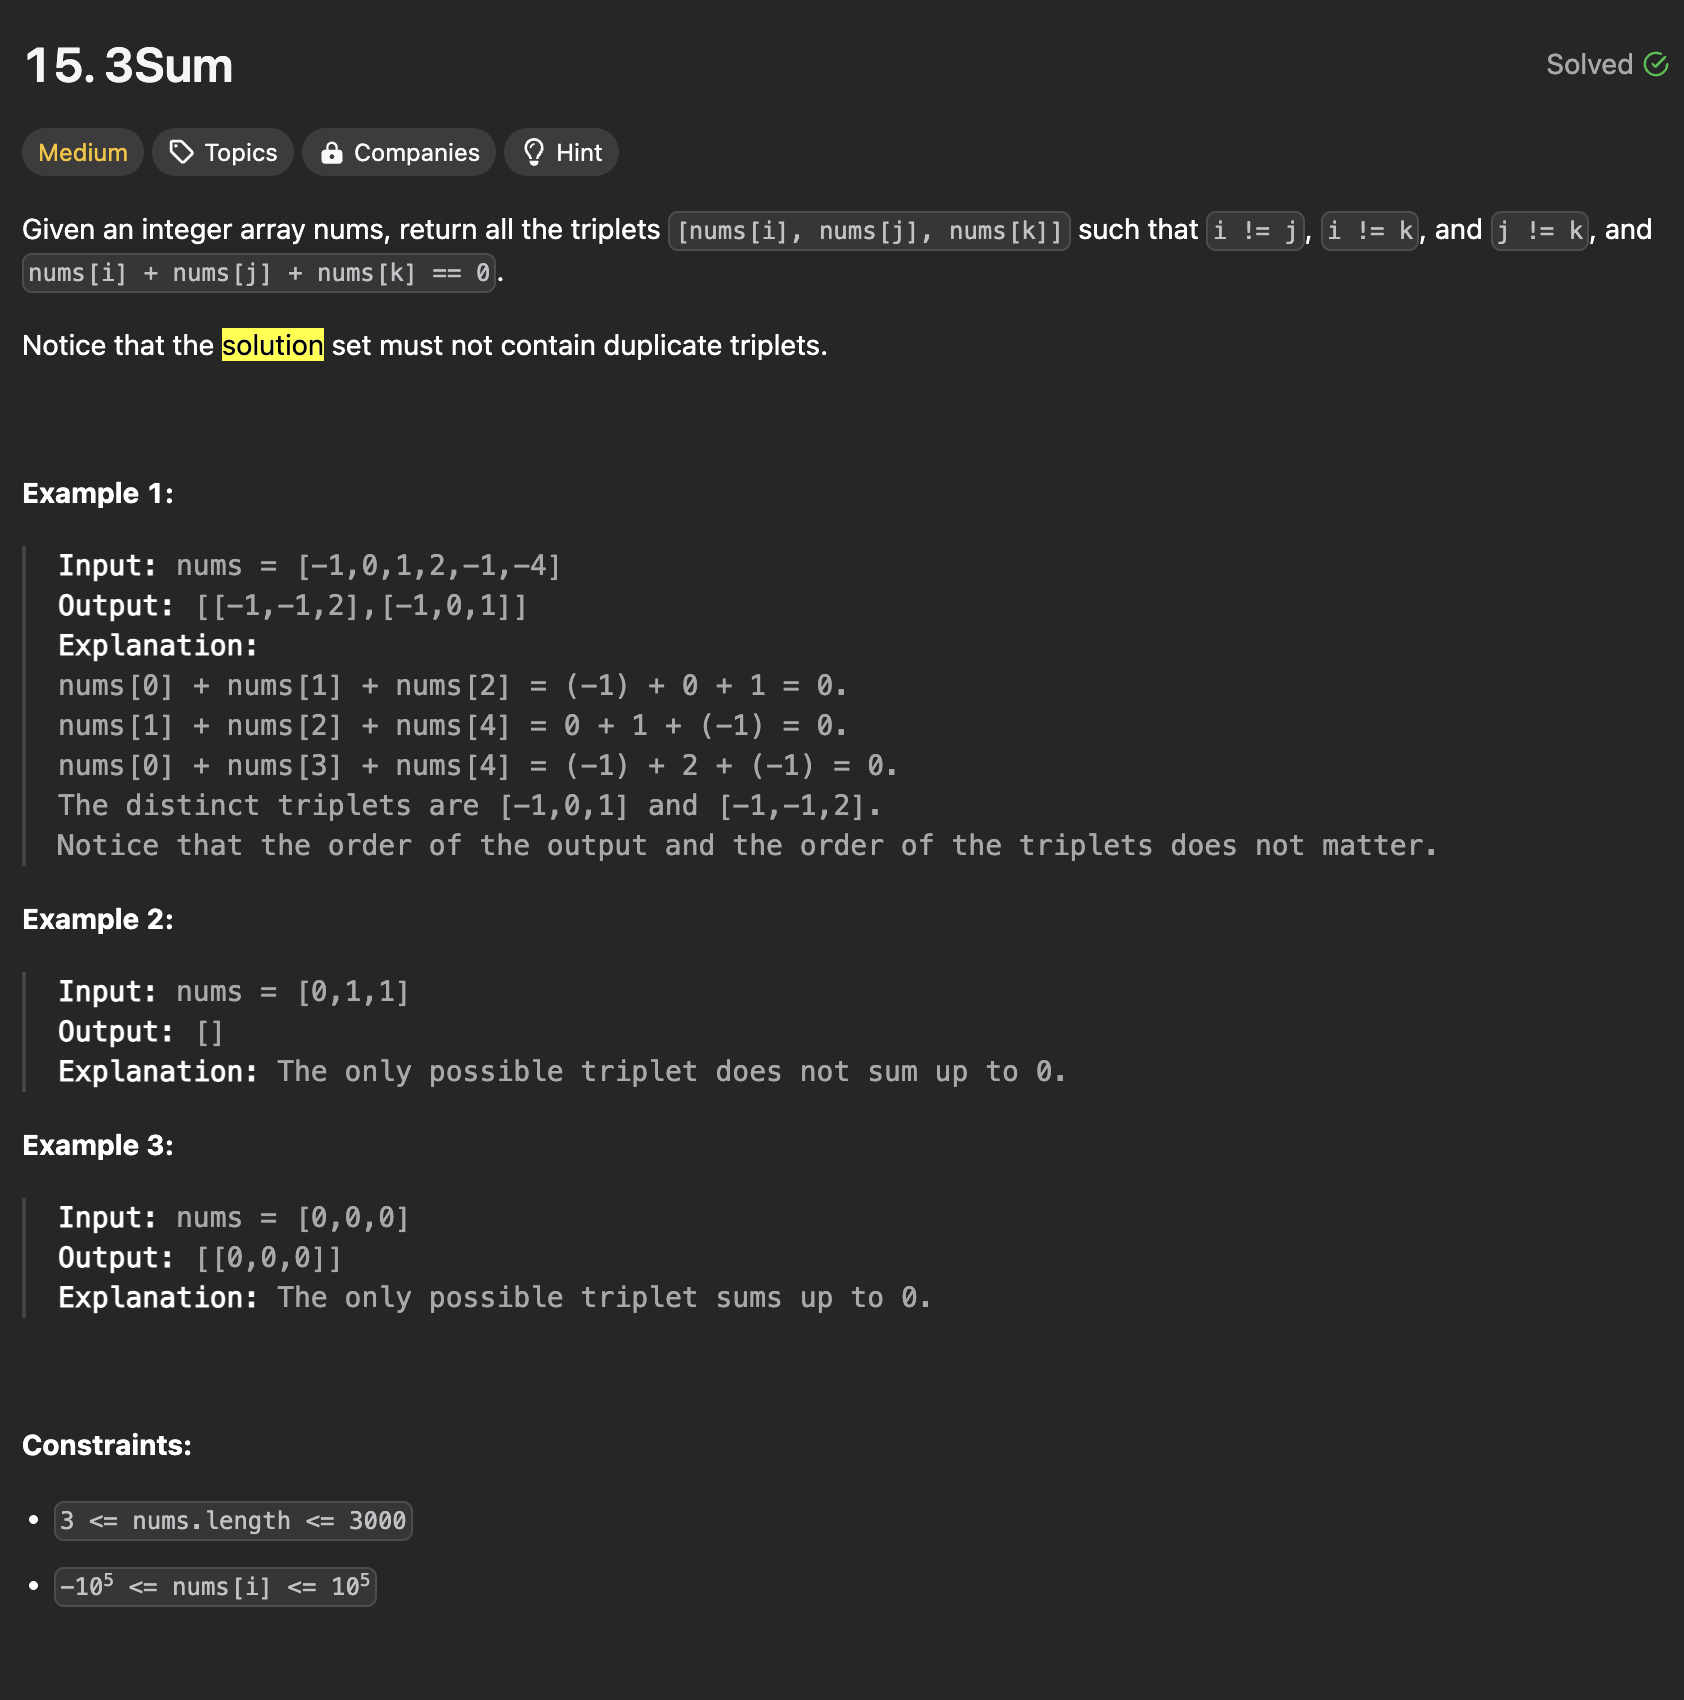 15. 3Sum
Solved
Medium
Topics
Companies
Hint
Given an integer array nums, return all the triplets [nums[i], nums[j], nums[k]] such that i != j, i != k, and j != k, and
nums[i] + nums[j] + nums[k] == 0.
Notice that the solution set must not contain duplicate triplets.
Example 1:
Input: nums = [-1,0,1,2,-1,-4]
Output: [[-1,-1,2],[-1,0,1]]
Explanation:
nums[0] + nums[1] + nums[2] = (-1) + 0 + 1 = 0.
nums[1] + nums[2] + nums[4] = 0 + 1 + (-1) = 0.
nums[0] + nums[3] + nums[4] = (-1) + 2 + (-1) = 0.
The distinct triplets are [-1,0,1] and [-1,-1,2].
Notice that the order of the output and the order of the triplets does not matter.
Example 2:
Input: nums = [0,1,1]
Output: []
Explanation: The only possible triplet does not sum up to 0.
Example 3:
Input: nums = [0,0,0]
Output: [[0,0,0]]
Explanation: The only possible triplet sums up to 0.
Constraints:
• 3 <= nums.length <= 3000
• -10⁵ <= nums[i] <= 10⁵